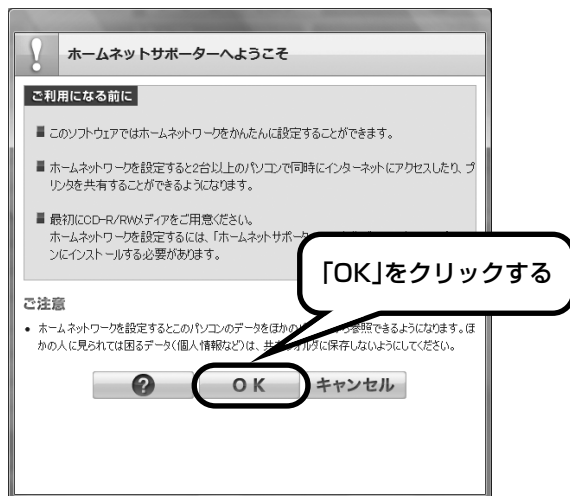 ホームネットサポーターへようこそ
ご利用になる前に
このソフトウェアではホームネットワークをかんたんに設定することができます。
ホームネットワークを設定すると2台以上のパソコンで同時にインターネットにアクセスしたり、プ
リンタを共有することができるようになります。
最初にCD-R/RWメディアをご用意ください。
ホームネットワークを設定するには、「ホームネットサポー
ンにインストールする必要があります。
「OK」をクリックする
ご注意
• ホームネットワークを設定するとこのパソコンのデータをほかの
参照できるようになります。ほ
かの人に見られては困るデータ(個人情報など)は、共
ルダに保存しないようにしてください。
?
OK
キャンセル